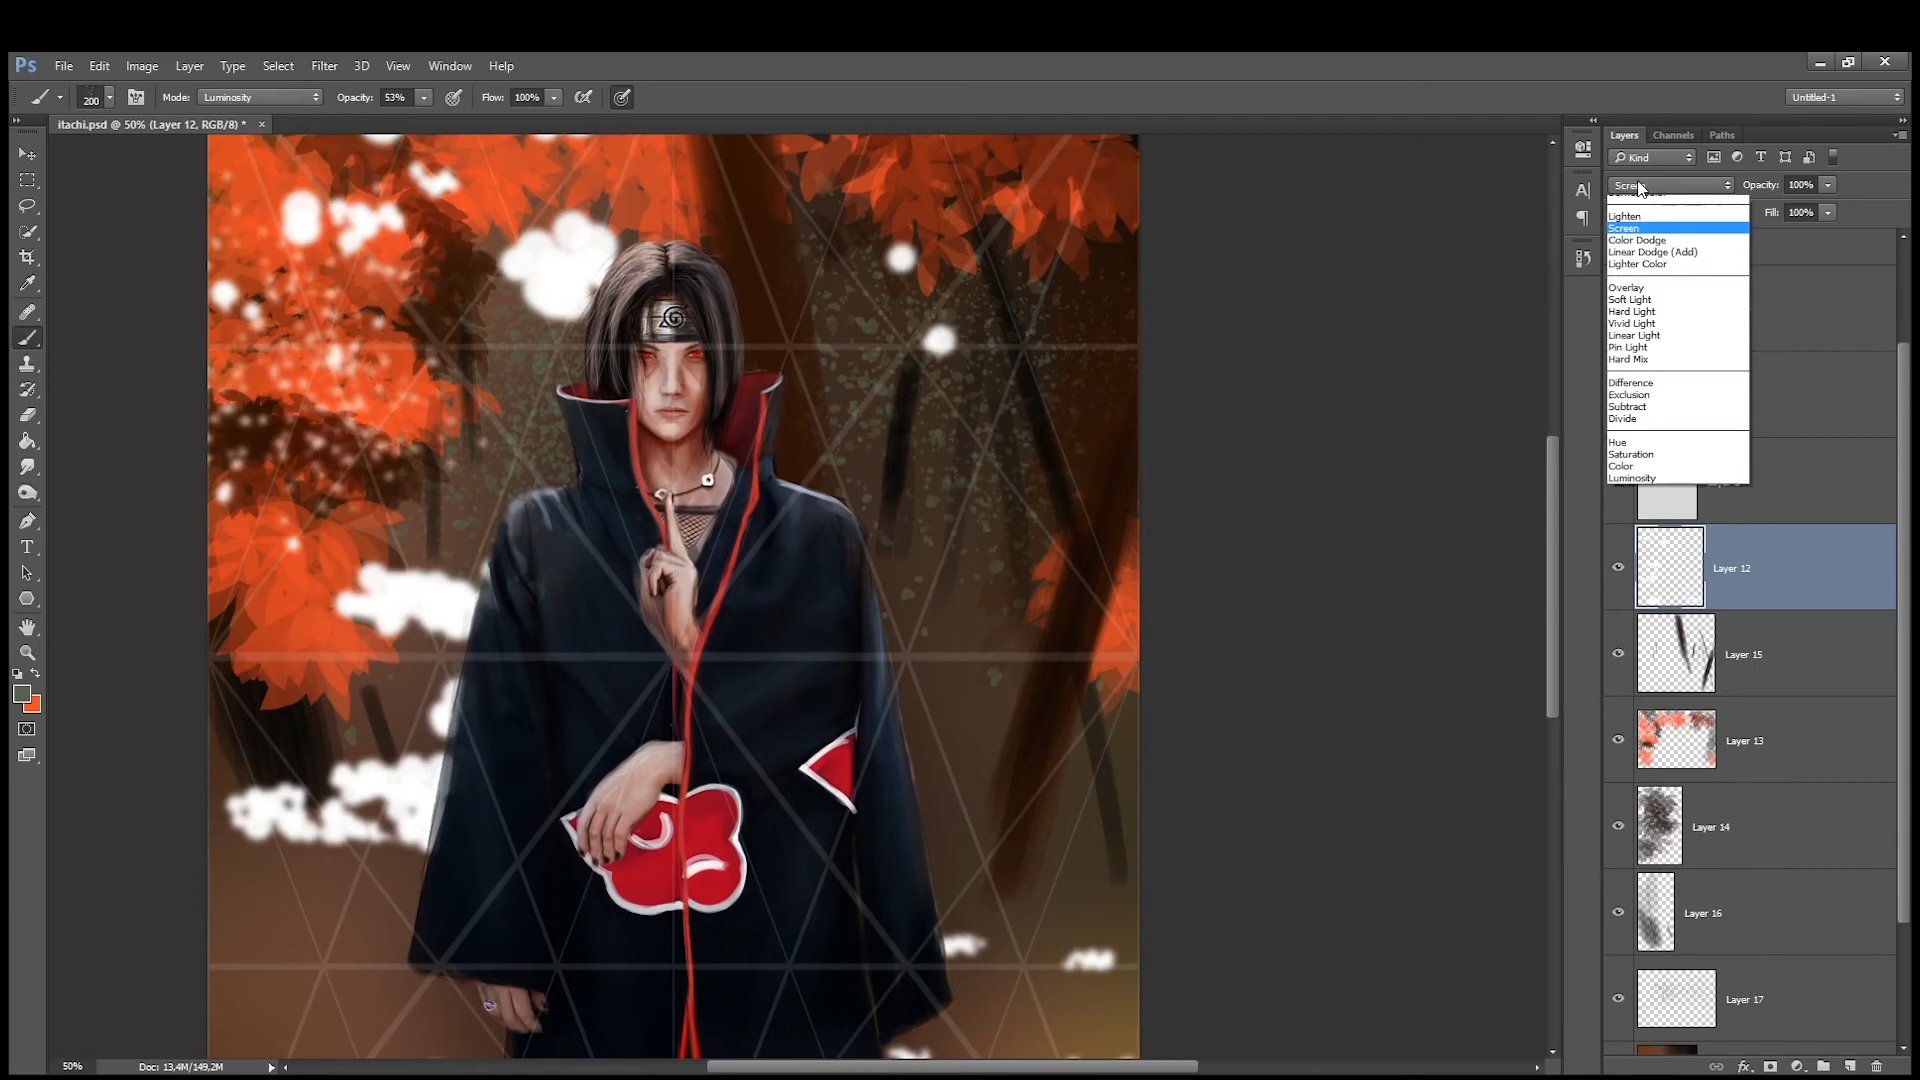 Ps File Edit Image Layer Type Select Filter 3D View Window Help
200 Mode: Luminosity Opacity: 53% Flow: 100% Untitled-1
itachi.psd @ 50% (Layer 12, RGB/8) * ×
Layers Channels Paths
Kind
Opacity: 100%
Fill: 100%
Lighten
Screen
Color Dodge
Linear Dodge (Add)
Lighter Color
Overlay
Soft Light
Hard Light
Vivid Light
Linear Light
Pin Light
Hard Mix
Difference
Exclusion
Subtract
Divide
Hue
Saturation
Color
Luminosity
Layer 12
Layer 15
Layer 13
Layer 14
Layer 16
Layer 17
50% Doc: 13,4M/149,2M